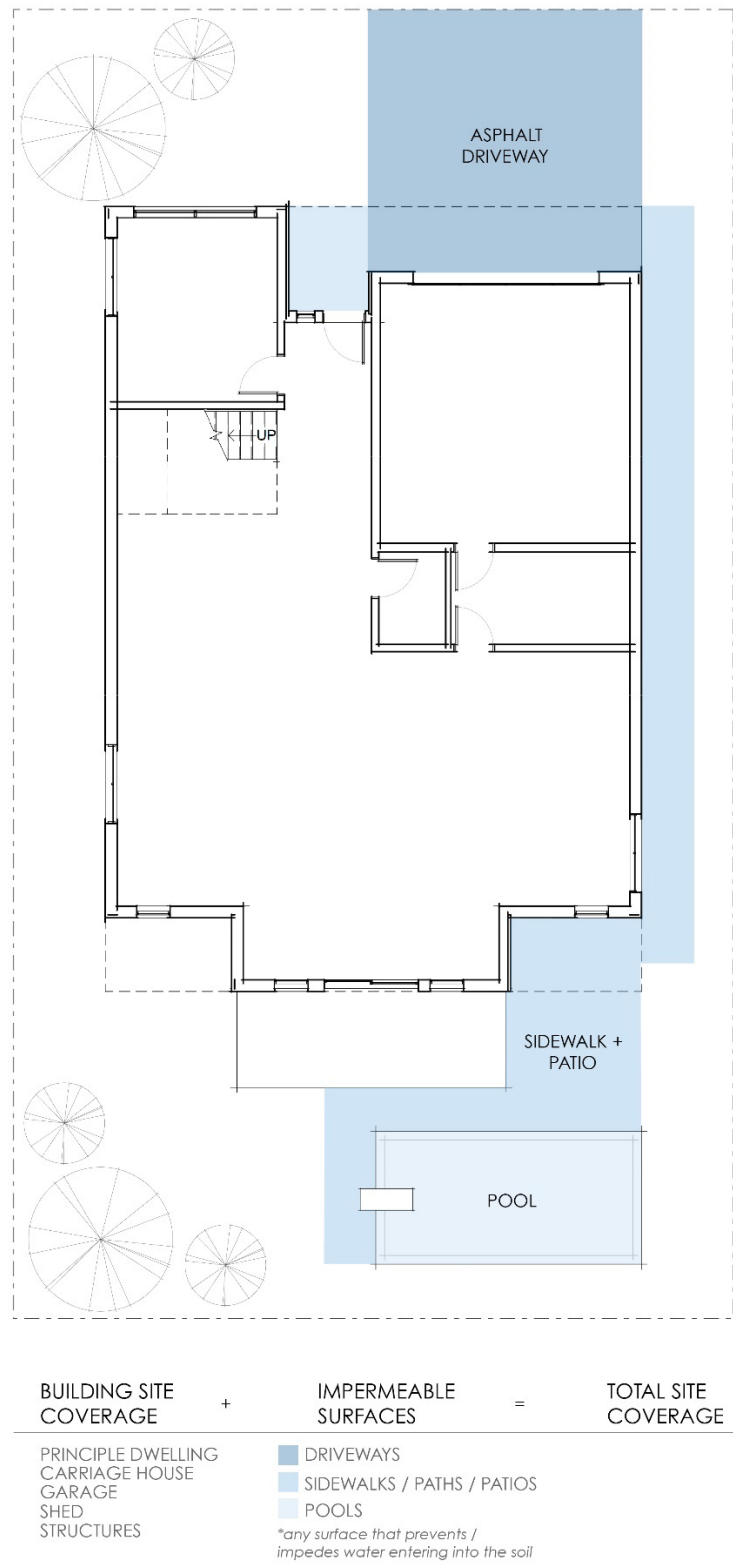 ASPHALT
DRIVEWAY
UP
SIDEWALK +
PATIO
POOL
BUILDING SITE
COVERAGE
+
IMPERMEABLE
SURFACES
=
TOTAL SITE
COVERAGE
PRINCIPLE DWELLING
CARRIAGE HOUSE
GARAGE
SHED
STRUCTURES
DRIVEWAYS
SIDEWALKS / PATHS / PATIOS
POOLS
*any surface that prevents /
impedes water entering into the soil